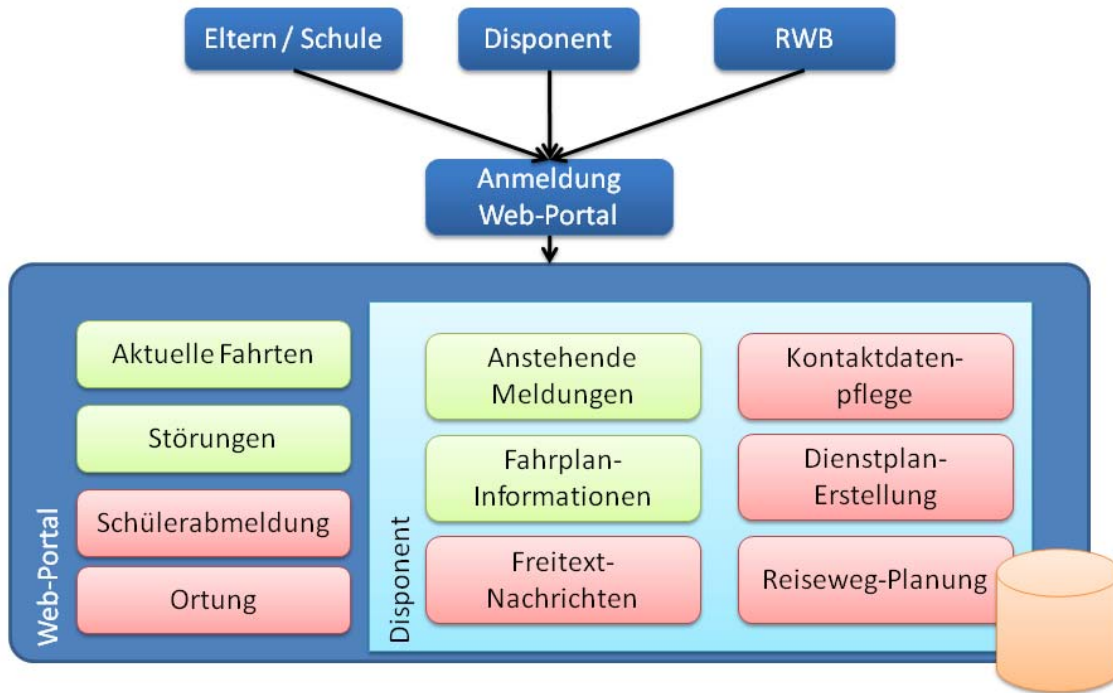 Eltern / Schule
Disponent
RWB
Anmeldung
Web-Portal
Web-Portal
Aktuelle Fahrten
Störungen
Schülerabmeldung
Ortung
Disponent
Anstehende
Meldungen
Fahrplan-
Informationen
Freitext-
Nachrichten
Kontaktdaten-
pflege
Dienstplan-
Erstellung
Reiseweg-Planung